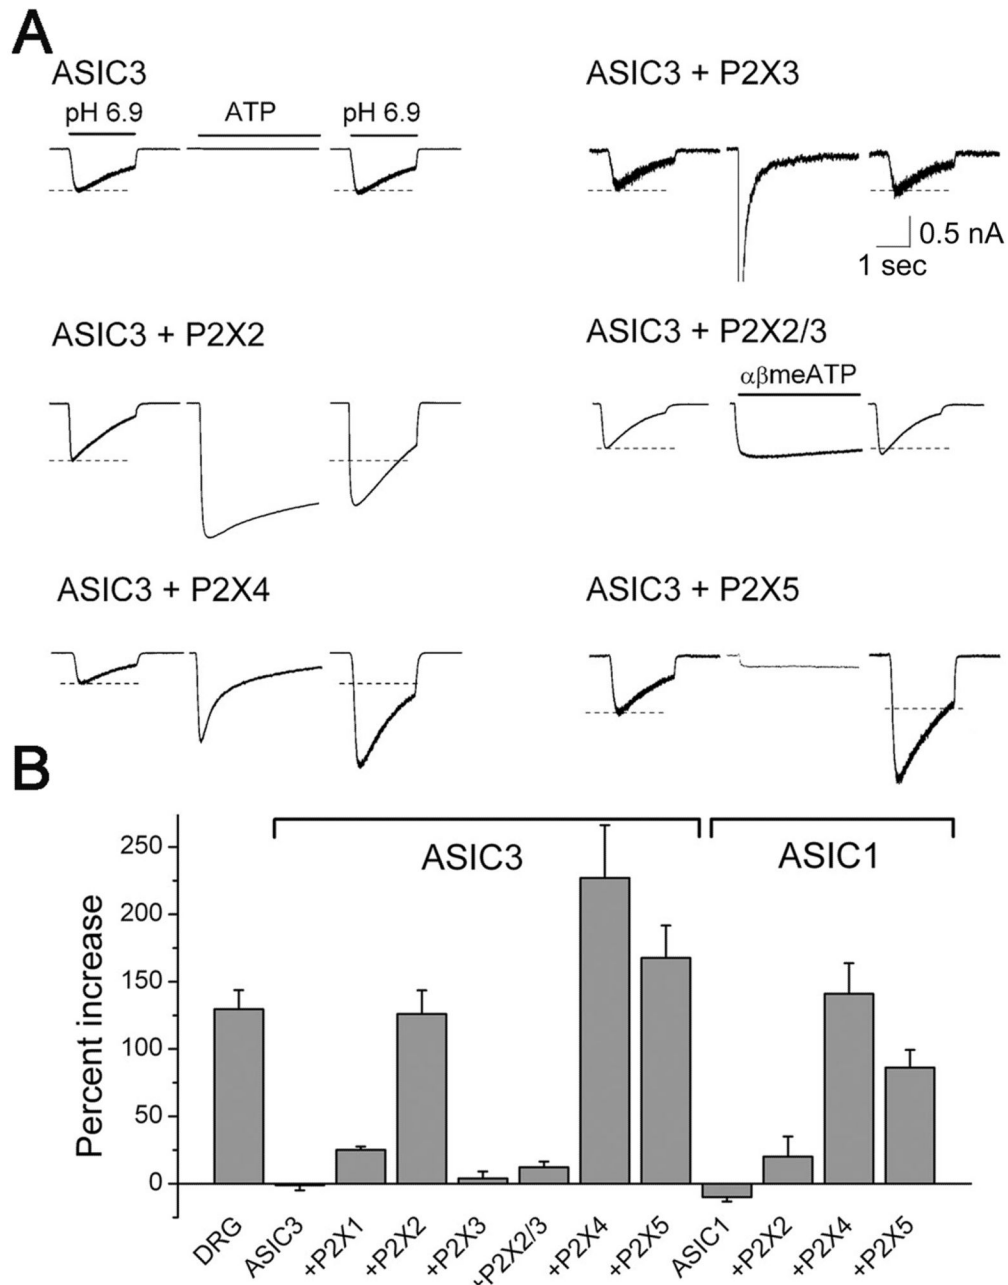 A
ASIC3
pH 6.9 ATP pH 6.9
ASIC3 + P2X3
0.5 nA
1 sec
ASIC3 + P2X2
ASIC3 + P2X2/3
αβmeATP
ASIC3 + P2X4
ASIC3 + P2X5
B
ASIC3 ASIC1
Percent increase
250
200
150
100
50
0
DRG ASIC3 +P2X1 +P2X2 +P2X3 +P2X2/3 +P2X4 +P2X5 ASIC1 +P2X2 +P2X4 +P2X5